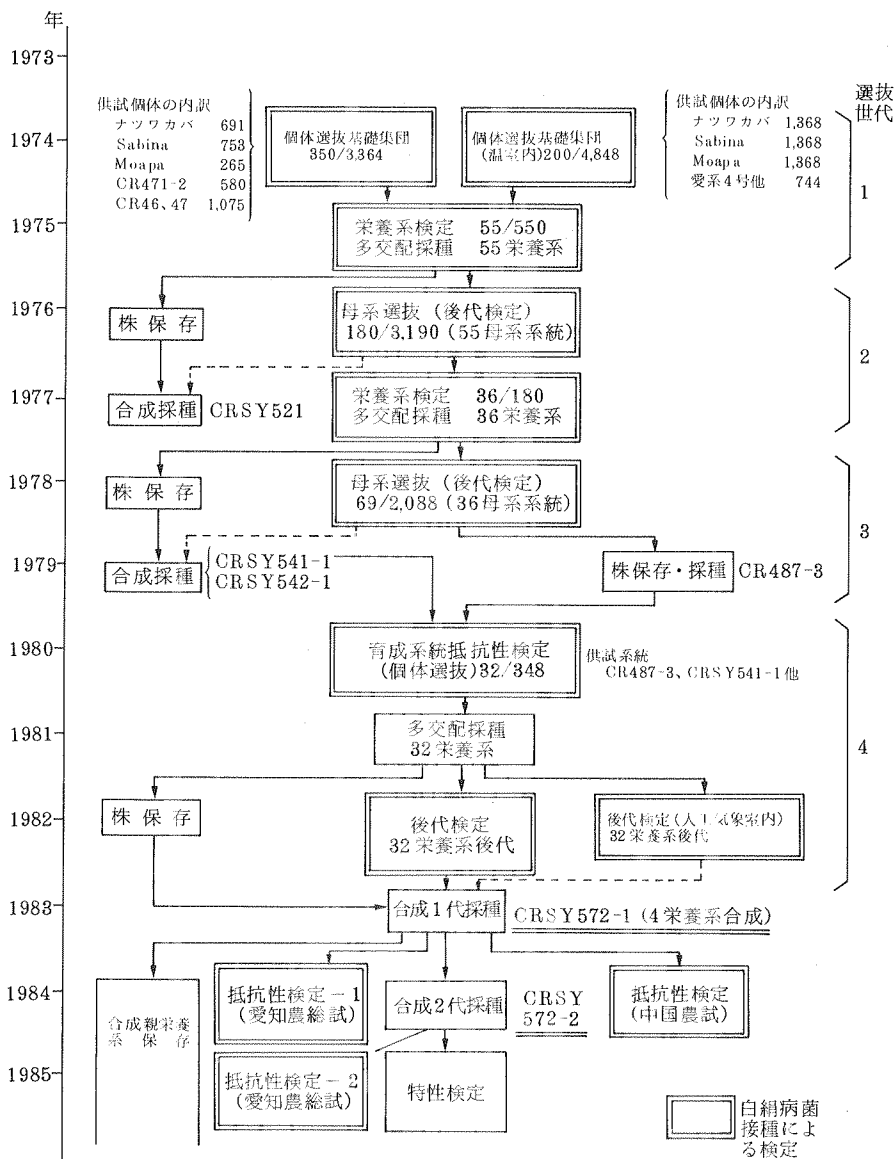 年
1973
供試個体の内訳
ナツワカバ 691
Sabina 753
Moapa 265
CR471-2 580
CR46、47 1,075
個体選抜基礎集団
350/3,364
個体選抜基礎集団
(温室内)200/4,848
供試個体の内訳
ナツワカバ 1,368
Sabina 1,368
Moapa 1,368
愛系4号他 744
選抜
世代
1974
1
1975
栄養系検定 55/550
多交配採種 55栄養系
1976
株保存
母系選抜(後代検定)
180/3,190(55母系系統)
2
1977
合成採種
CRSY521
栄養系検定 36/180
多交配採種 36栄養系
1978
株保存
母系選抜(後代検定)
69/2,088(36母系系統)
3
1979
合成採種
CRSY541-1
CRSY542-1
株保存・採種
CR487-3
1980
育成系統抵抗性検定
(個体選抜)32/348
供試系統
CR487-3、CRSY541-1他
1981
多交配採種
32栄養系
4
1982
株保存
後代検定
32栄養系後代
後代検定(人工気象室内)
32栄養系後代
1983
合成1代採種
CRSY572-1(4栄養系合成)
1984
合成親栄養
系保存
抵抗性検定-1
(愛知農総試)
合成2代採種
CRSY
572-2
抵抗性検定
(中国農試)
1985
抵抗性検定-2
(愛知農総試)
特性検定
白絹病菌
接種によ
る検定